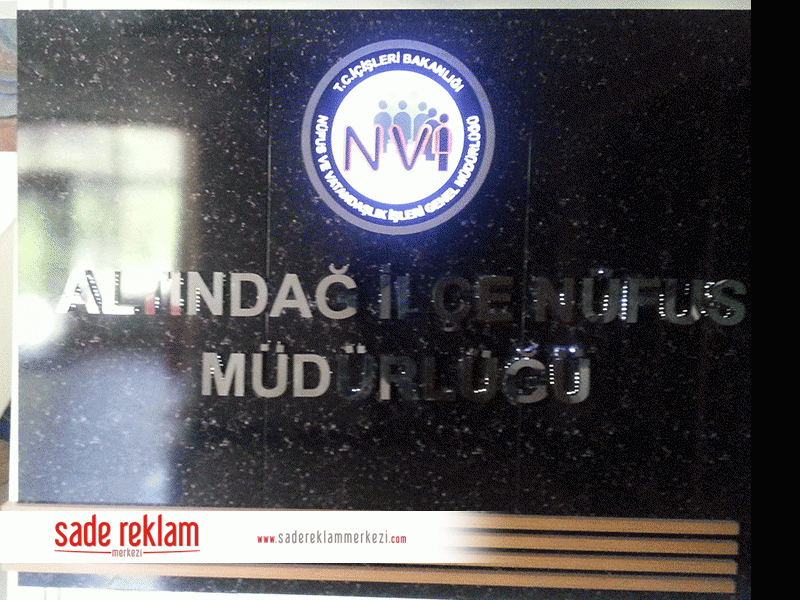 T.C.İÇİŞLERİ BAKANLIĞI
NVİ
NÜFUS VE VATANDAŞLIK İŞLERİ GENEL MÜDÜRLÜĞÜ
ALTINDAĞ İLÇE NÜFUS
MÜDÜRLÜĞÜ
sade reklam
merkezi
www.sadereklammerkezi.com